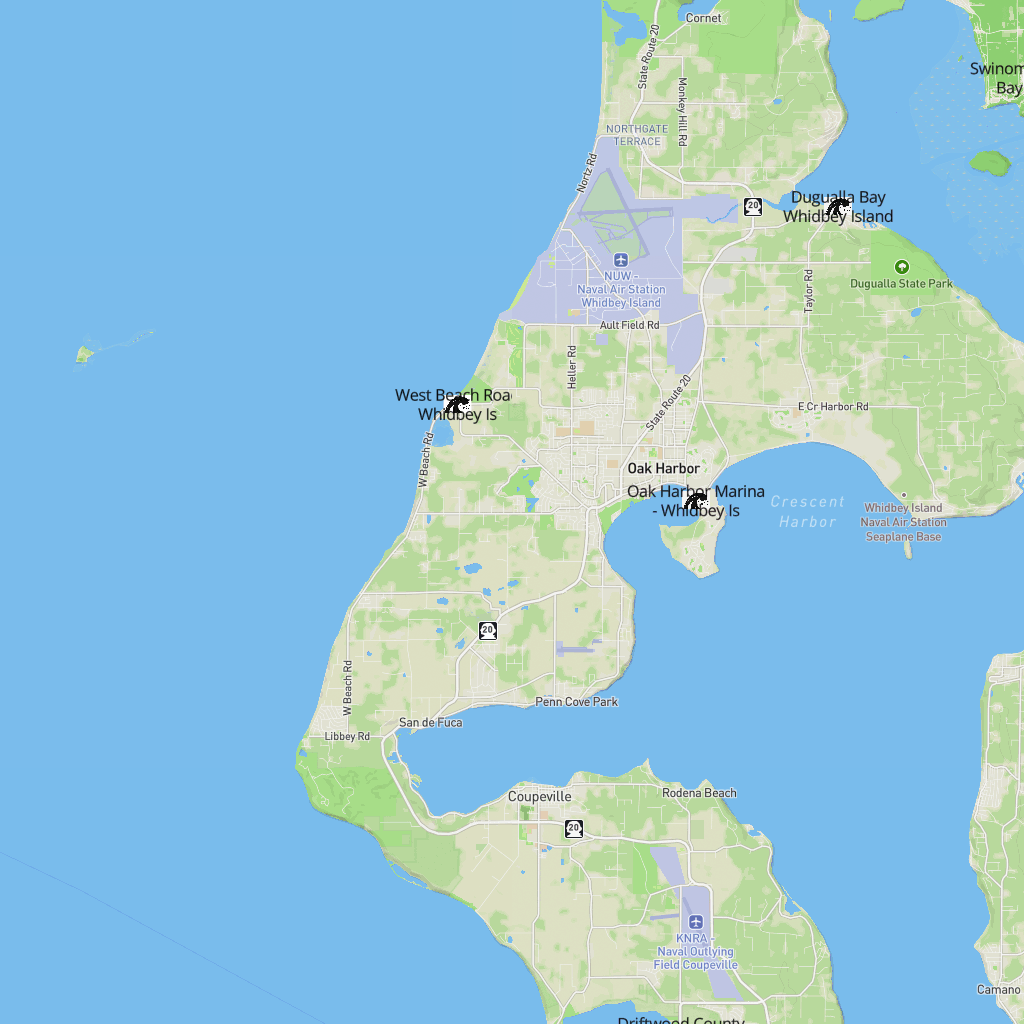 Cornet
State Route 20
Monkey Hill Rd
Swinom
Bay
NORTHGATE
TERRACE
Nortz Rd
20
Dugualla Bay
Whidbey Island
NUW -
Naval Air Station
Whidbey Island
Dugualla State Park
Taylor Rd
Ault Field Rd
Heller Rd
State Route 20
West Beach Roa
Whidbey Is
E Cr Harbor Rd
W Beach Rd
Oak Harbor
Oak Harbor Marina
- Whidbey Is
Crescent
Harbor
Whidbey Island
Naval Air Station
Seaplane Base
20
W Beach Rd
Penn Cove Park
San de Fuca
Libbey Rd
Coupeville
Rodena Beach
20
KNRA -
Naval Outlying
Field Coupeville
Camano
Driftwood County